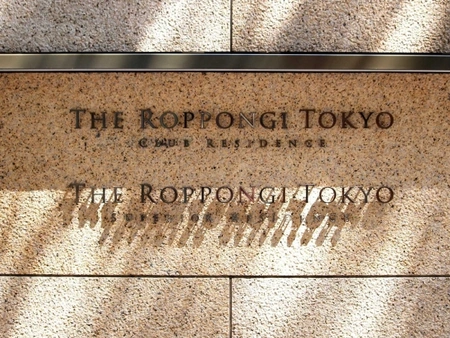 THE ROPPONGI TOKYO
CLUB RESIDENCE
THE ROPPONGI TOKYO